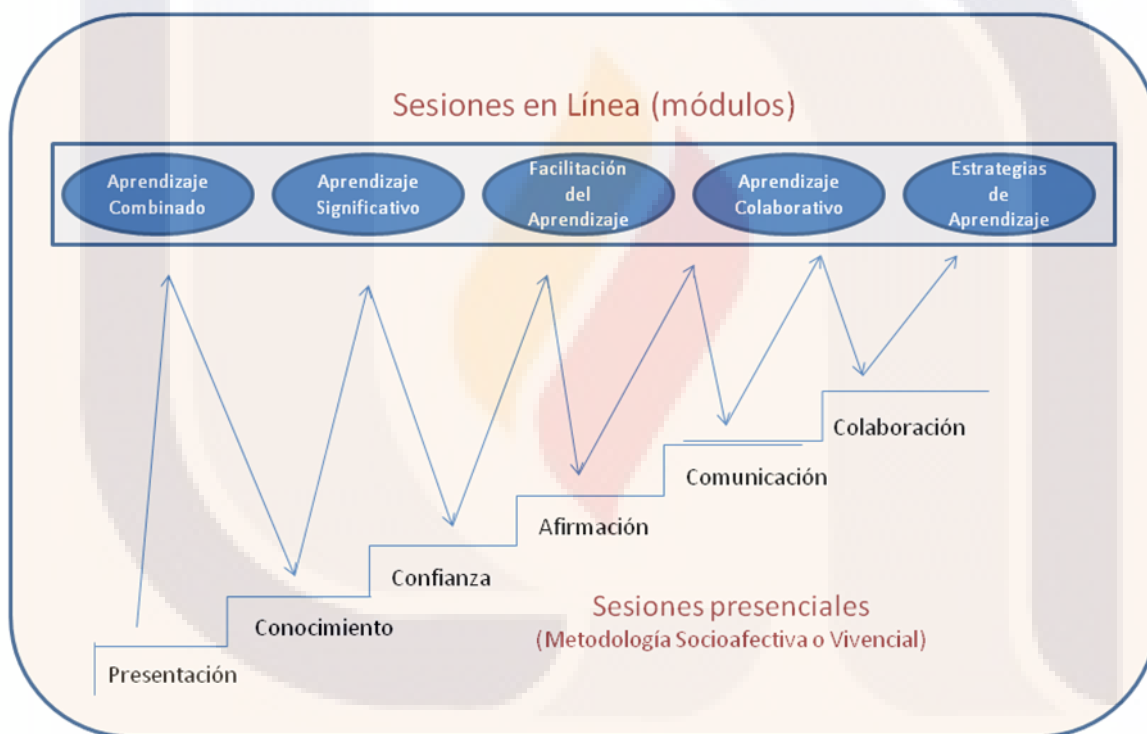 Sesiones en Línea (módulos)
Aprendizaje
Combinado
Aprendizaje
Significativo
Facilitación
del
Aprendizaje
Aprendizaje
Colaborativo
Estrategias
de
Aprendizaje
Colaboración
Comunicación
Afirmación
Confianza
Conocimiento
Presentación
Sesiones presenciales
(Metodología Socioafectiva o Vivencial)